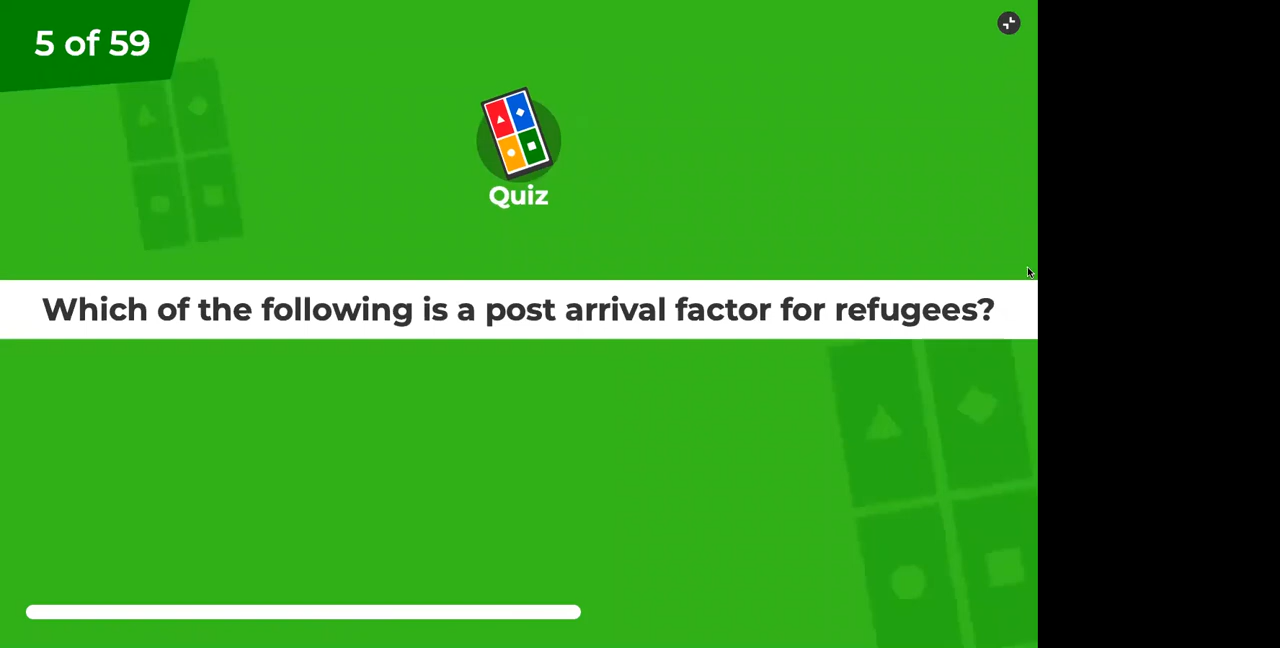 5 of 59
Quiz
Which of the following is a post arrival factor for refugees?